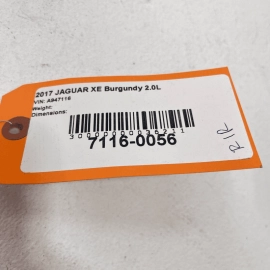 2017 JAGUAR XE Burgundy 2.0L
VIN: A947116
Weight:
Dimensions:
7116-0056
R/R